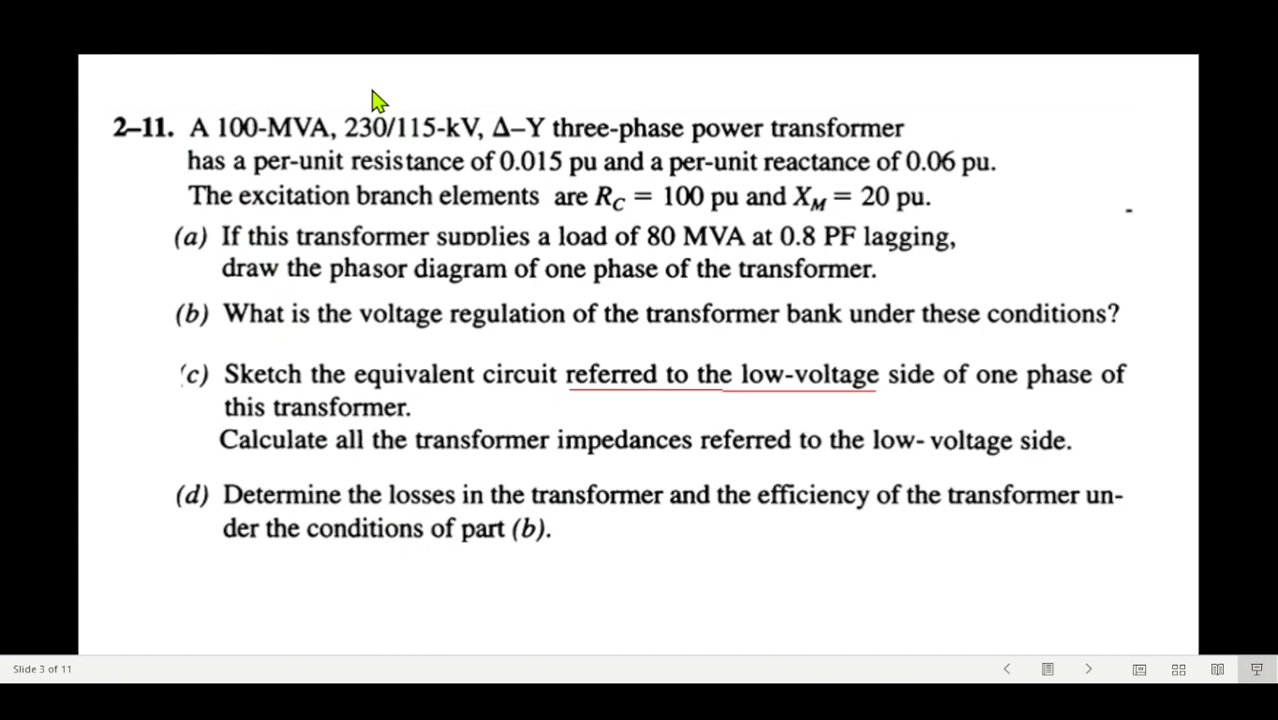 2–11. A 100-MVA, 230/115-kV, Δ–Y three-phase power transformer
has a per-unit resistance of 0.015 pu and a per-unit reactance of 0.06 pu.
The excitation branch elements are R_C = 100 pu and X_M = 20 pu.
(a) If this transformer supplies a load of 80 MVA at 0.8 PF lagging,
draw the phasor diagram of one phase of the transformer.
(b) What is the voltage regulation of the transformer bank under these conditions?
(c) Sketch the equivalent circuit referred to the low-voltage side of one phase of
this transformer.
Calculate all the transformer impedances referred to the low- voltage side.
(d) Determine the losses in the transformer and the efficiency of the transformer un-
der the conditions of part (b).
Slide 3 of 11